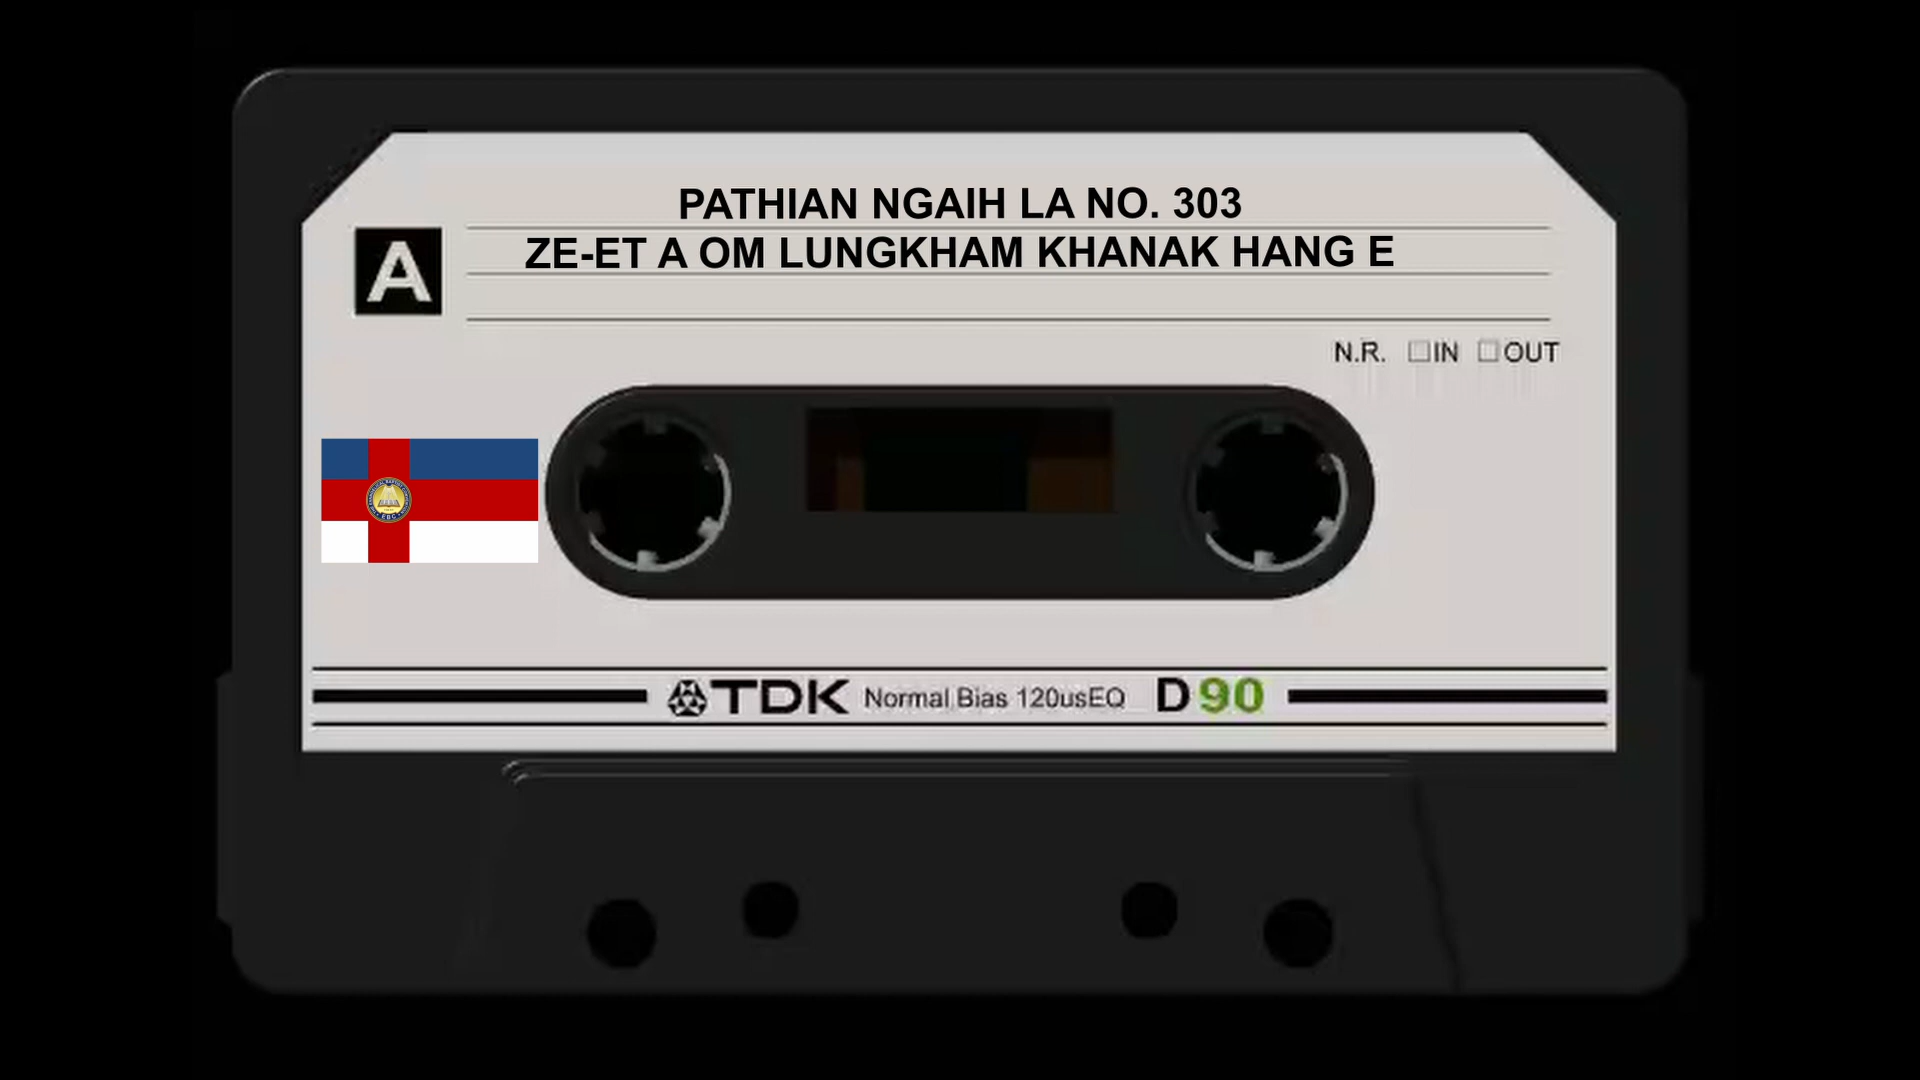 PATHIAN NGAIH LA NO. 303
ZE-ET A OM LUNGKHAM KHANAK HANG E
A
N.R. IN OUT
TDK Normal Bias 120usEQ D90